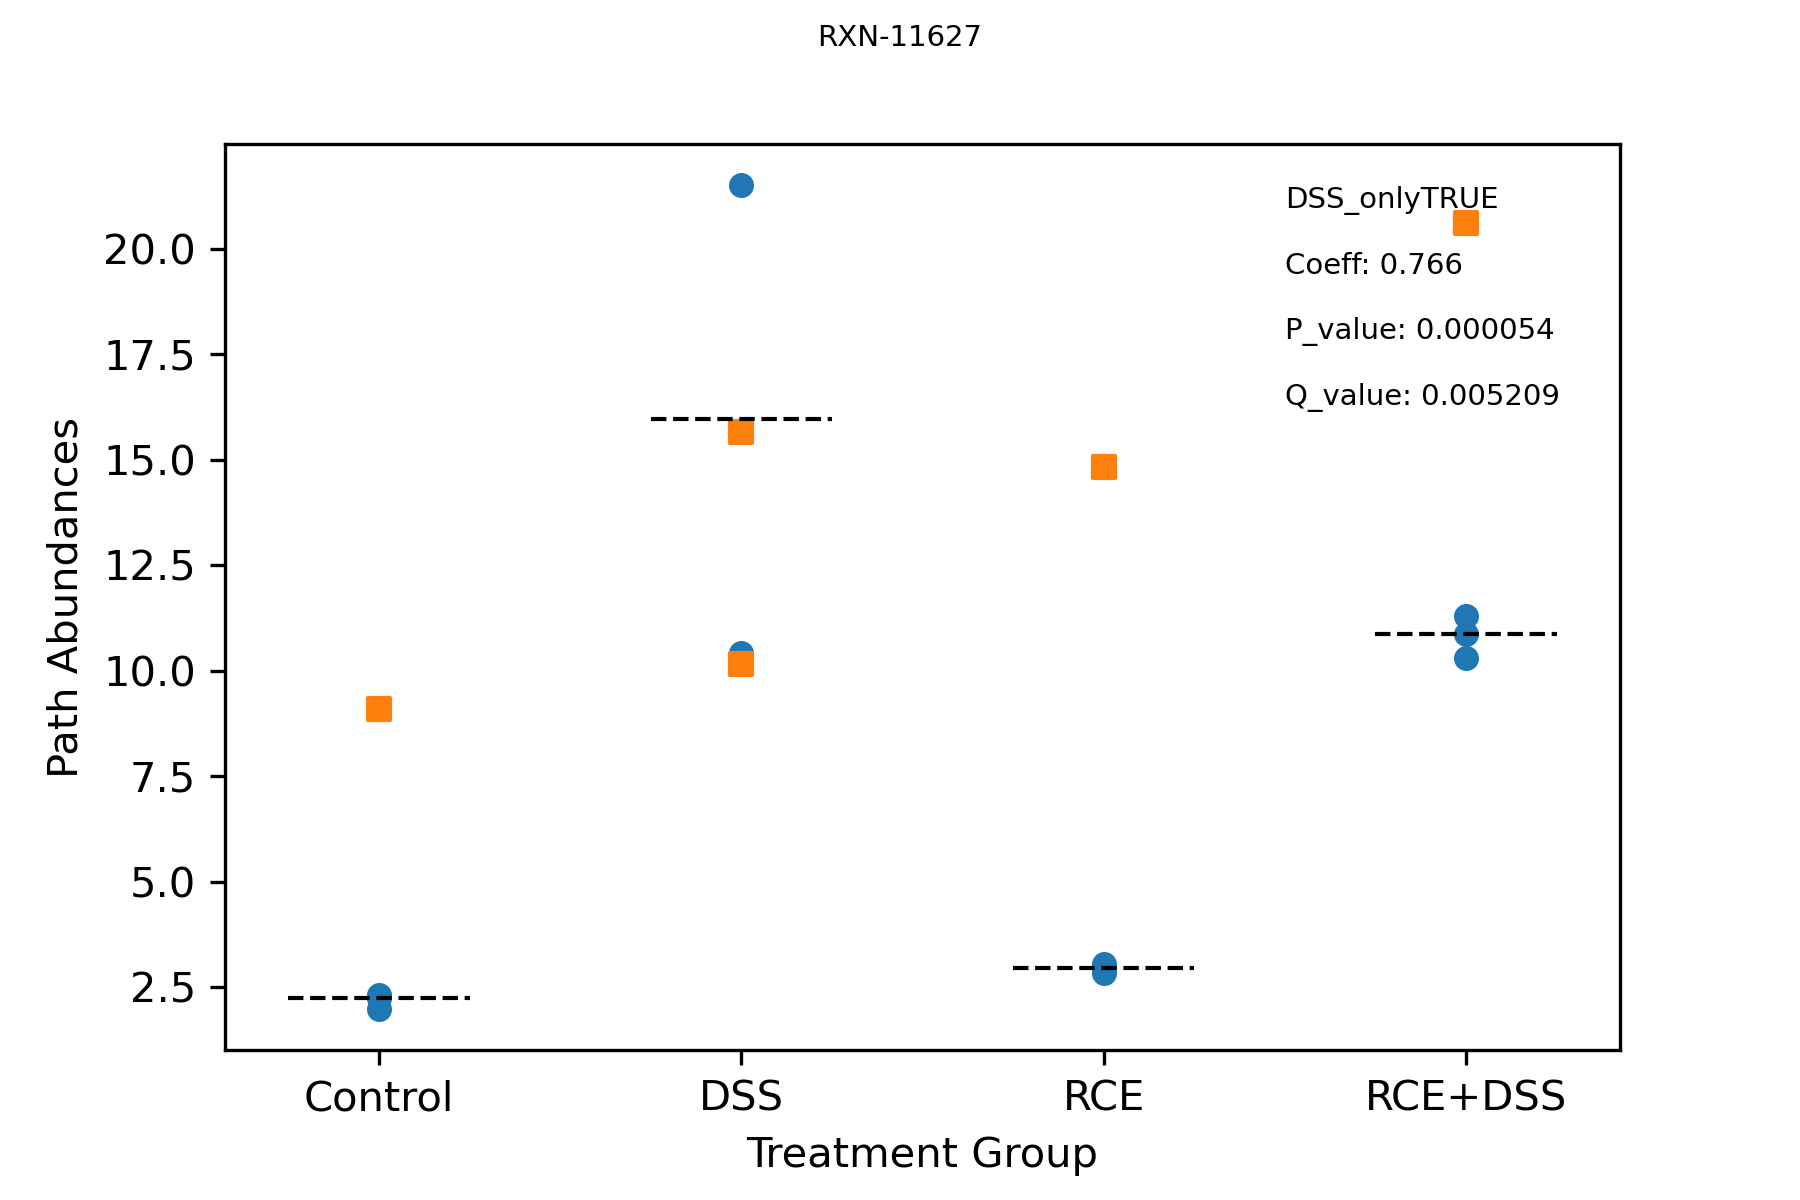 RXN-11627
DSS_onlyTRUE
Coeff: 0.766
P_value: 0.000054
Q_value: 0.005209
Path Abundances
20.0
17.5
15.0
12.5
10.0
7.5
5.0
2.5
Control
DSS
RCE
RCE+DSS
Treatment Group